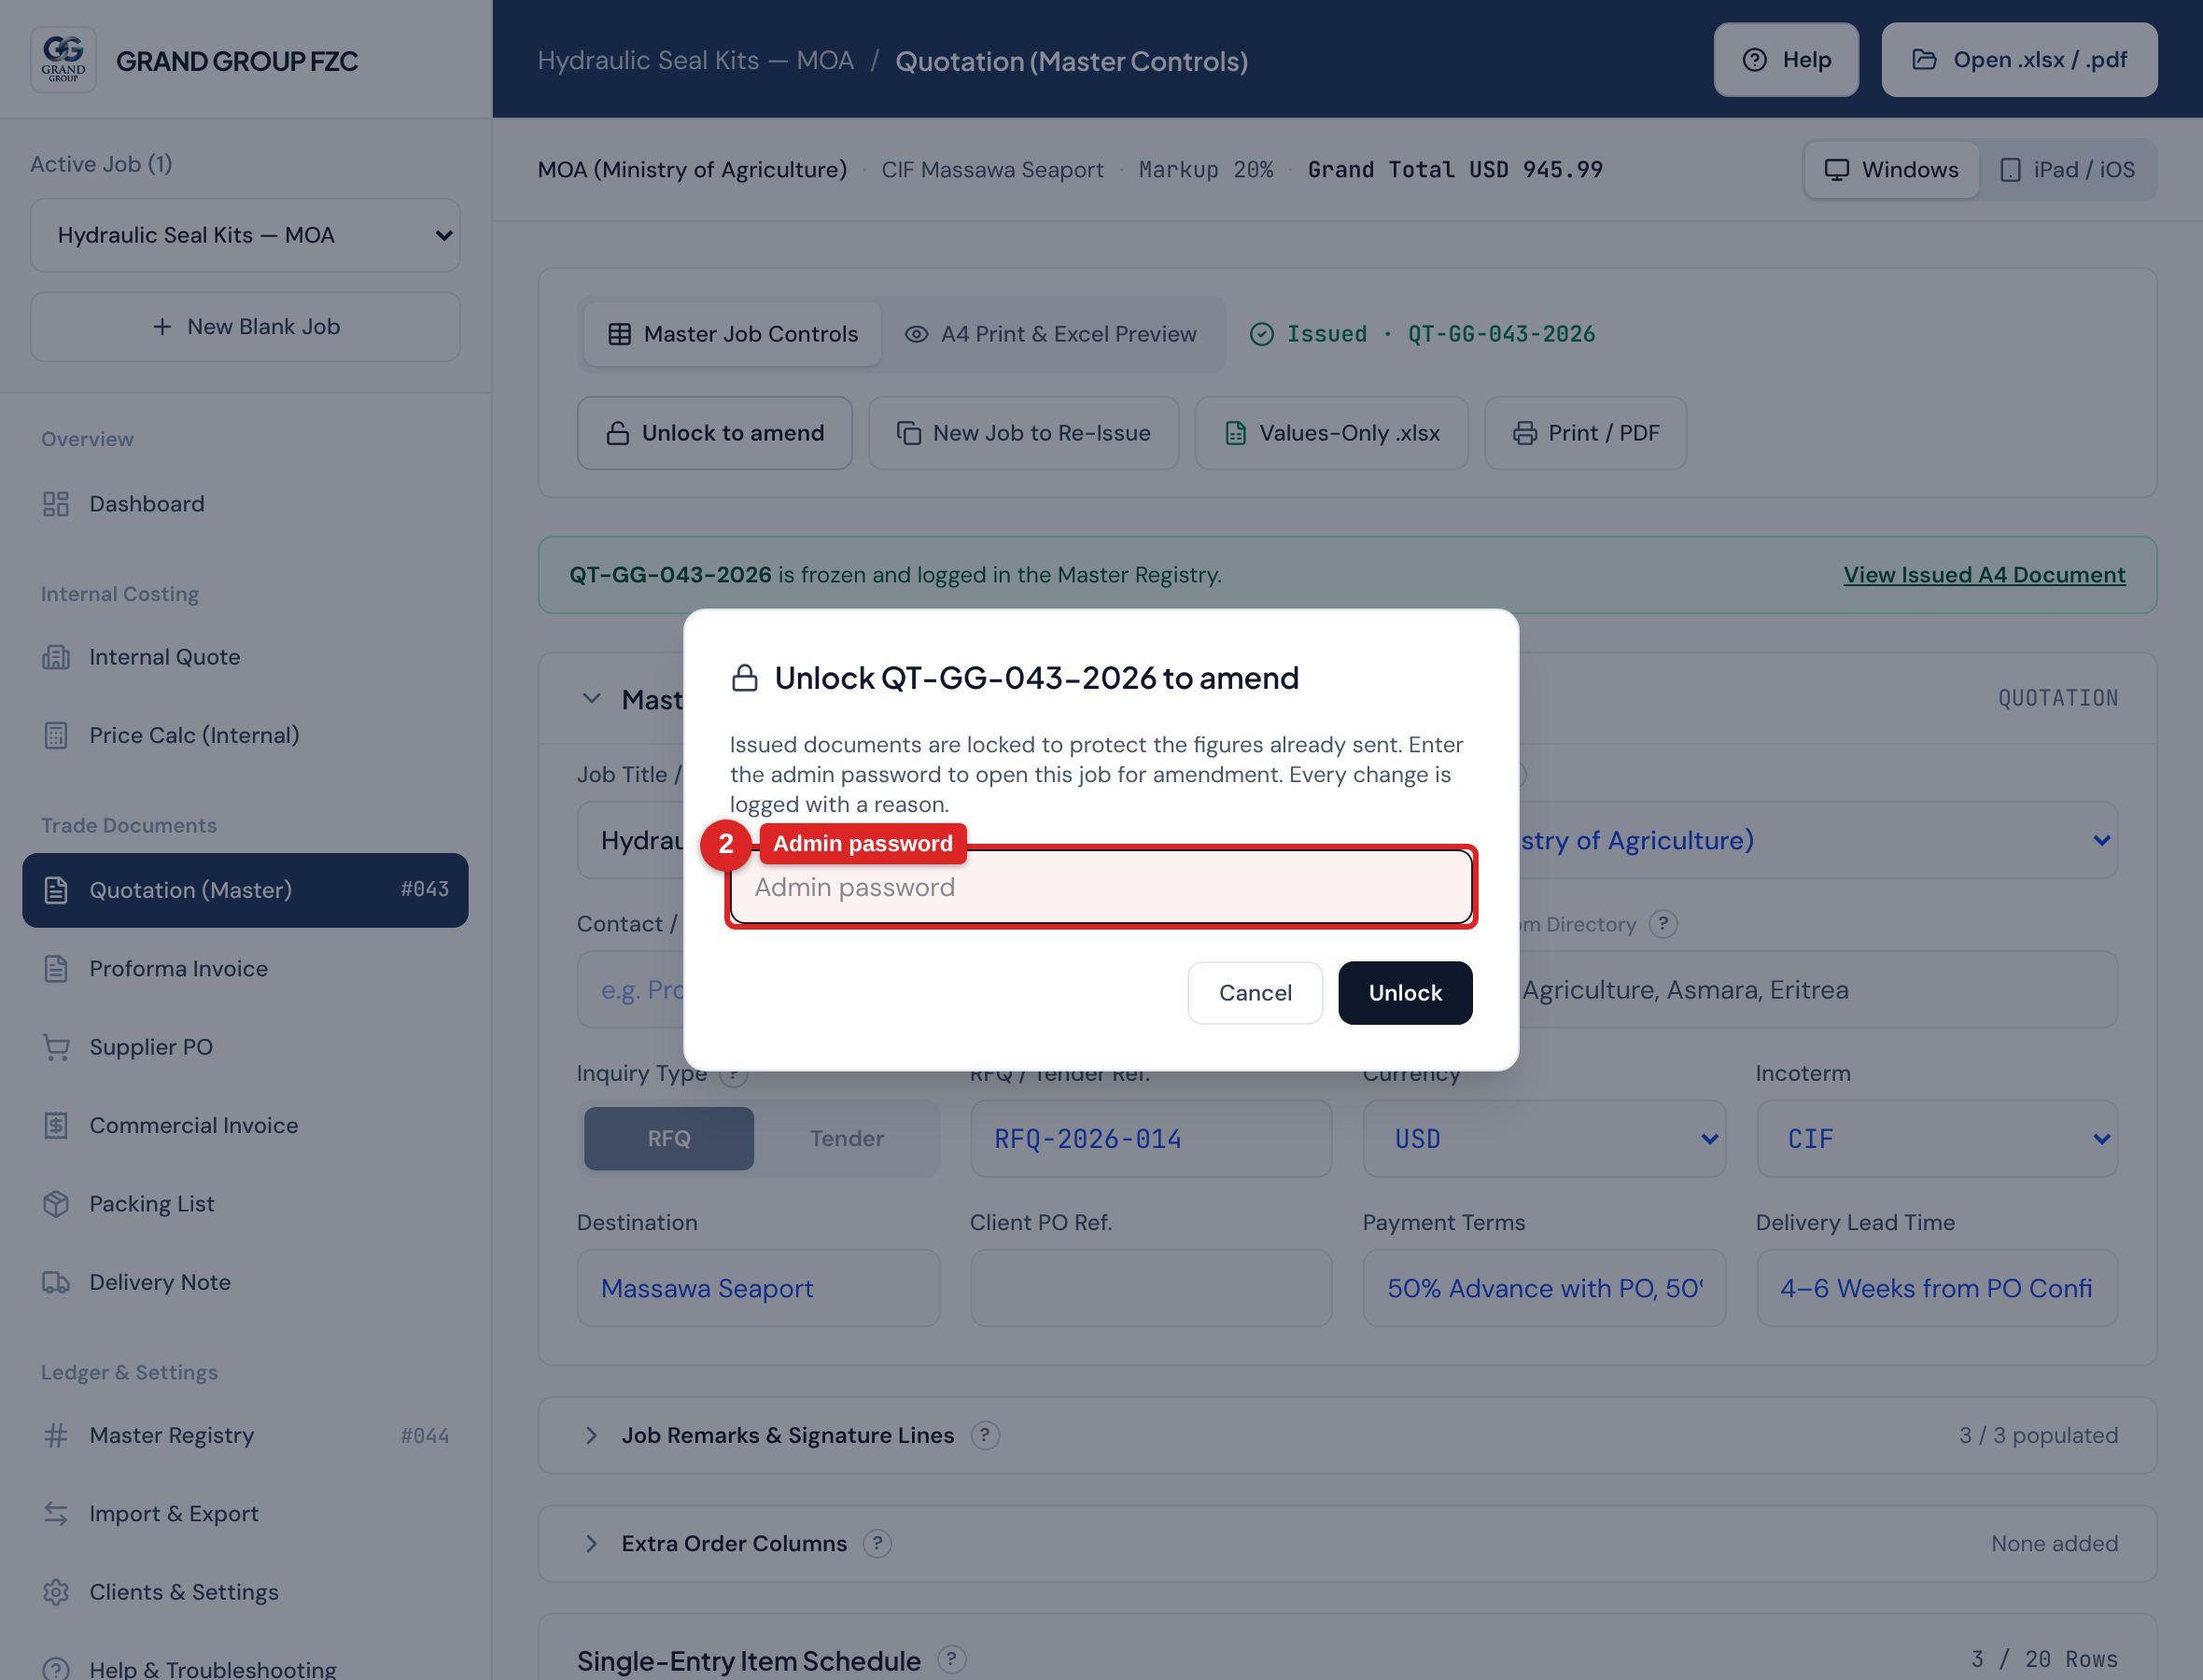 GG
GRAND
GROUP
GRAND GROUP FZC
Active Job (1)
Hydraulic Seal Kits — MOA
New Blank Job
Overview
Dashboard
Internal Costing
Internal Quote
Price Calc (Internal)
Trade Documents
Quotation (Master) #043
Proforma Invoice
Supplier PO
Commercial Invoice
Packing List
Delivery Note
Ledger & Settings
Master Registry #044
Import & Export
Clients & Settings
Help & Troubleshooting
Hydraulic Seal Kits — MOA / Quotation (Master Controls)
Help
Open .xlsx / .pdf
MOA (Ministry of Agriculture) · CIF Massawa Seaport · Markup 20% · Grand Total USD 945.99
Windows
iPad / iOS
Master Job Controls
A4 Print & Excel Preview
Issued · QT-GG-043-2026
Unlock to amend
New Job to Re-Issue
Values-Only .xlsx
Print / PDF
QT-GG-043-2026 is frozen and logged in the Master Registry.
View Issued A4 Document
Unlock QT-GG-043-2026 to amend
Issued documents are locked to protect the figures already sent. Enter
the admin password to open this job for amendment. Every change is
logged with a reason.
2 Admin password
Admin password
Cancel
Unlock
QUOTATION
Job Title /
stry of Agriculture)
Contact /
om Directory ?
e.g.
Agriculture, Asmara, Eritrea
Inquiry Type ?
RFQ / Tender Ref.
Currency
Incoterm
RFQ
Tender
RFQ-2026-014
USD
CIF
Destination
Client PO Ref.
Payment Terms
Delivery Lead Time
Massawa Seaport
50% Advance with PO, 50
4–6 Weeks from PO Confi
Job Remarks & Signature Lines ?
3 / 3 populated
Extra Order Columns ?
None added
Single-Entry Item Schedule ?
3 / 20 Rows